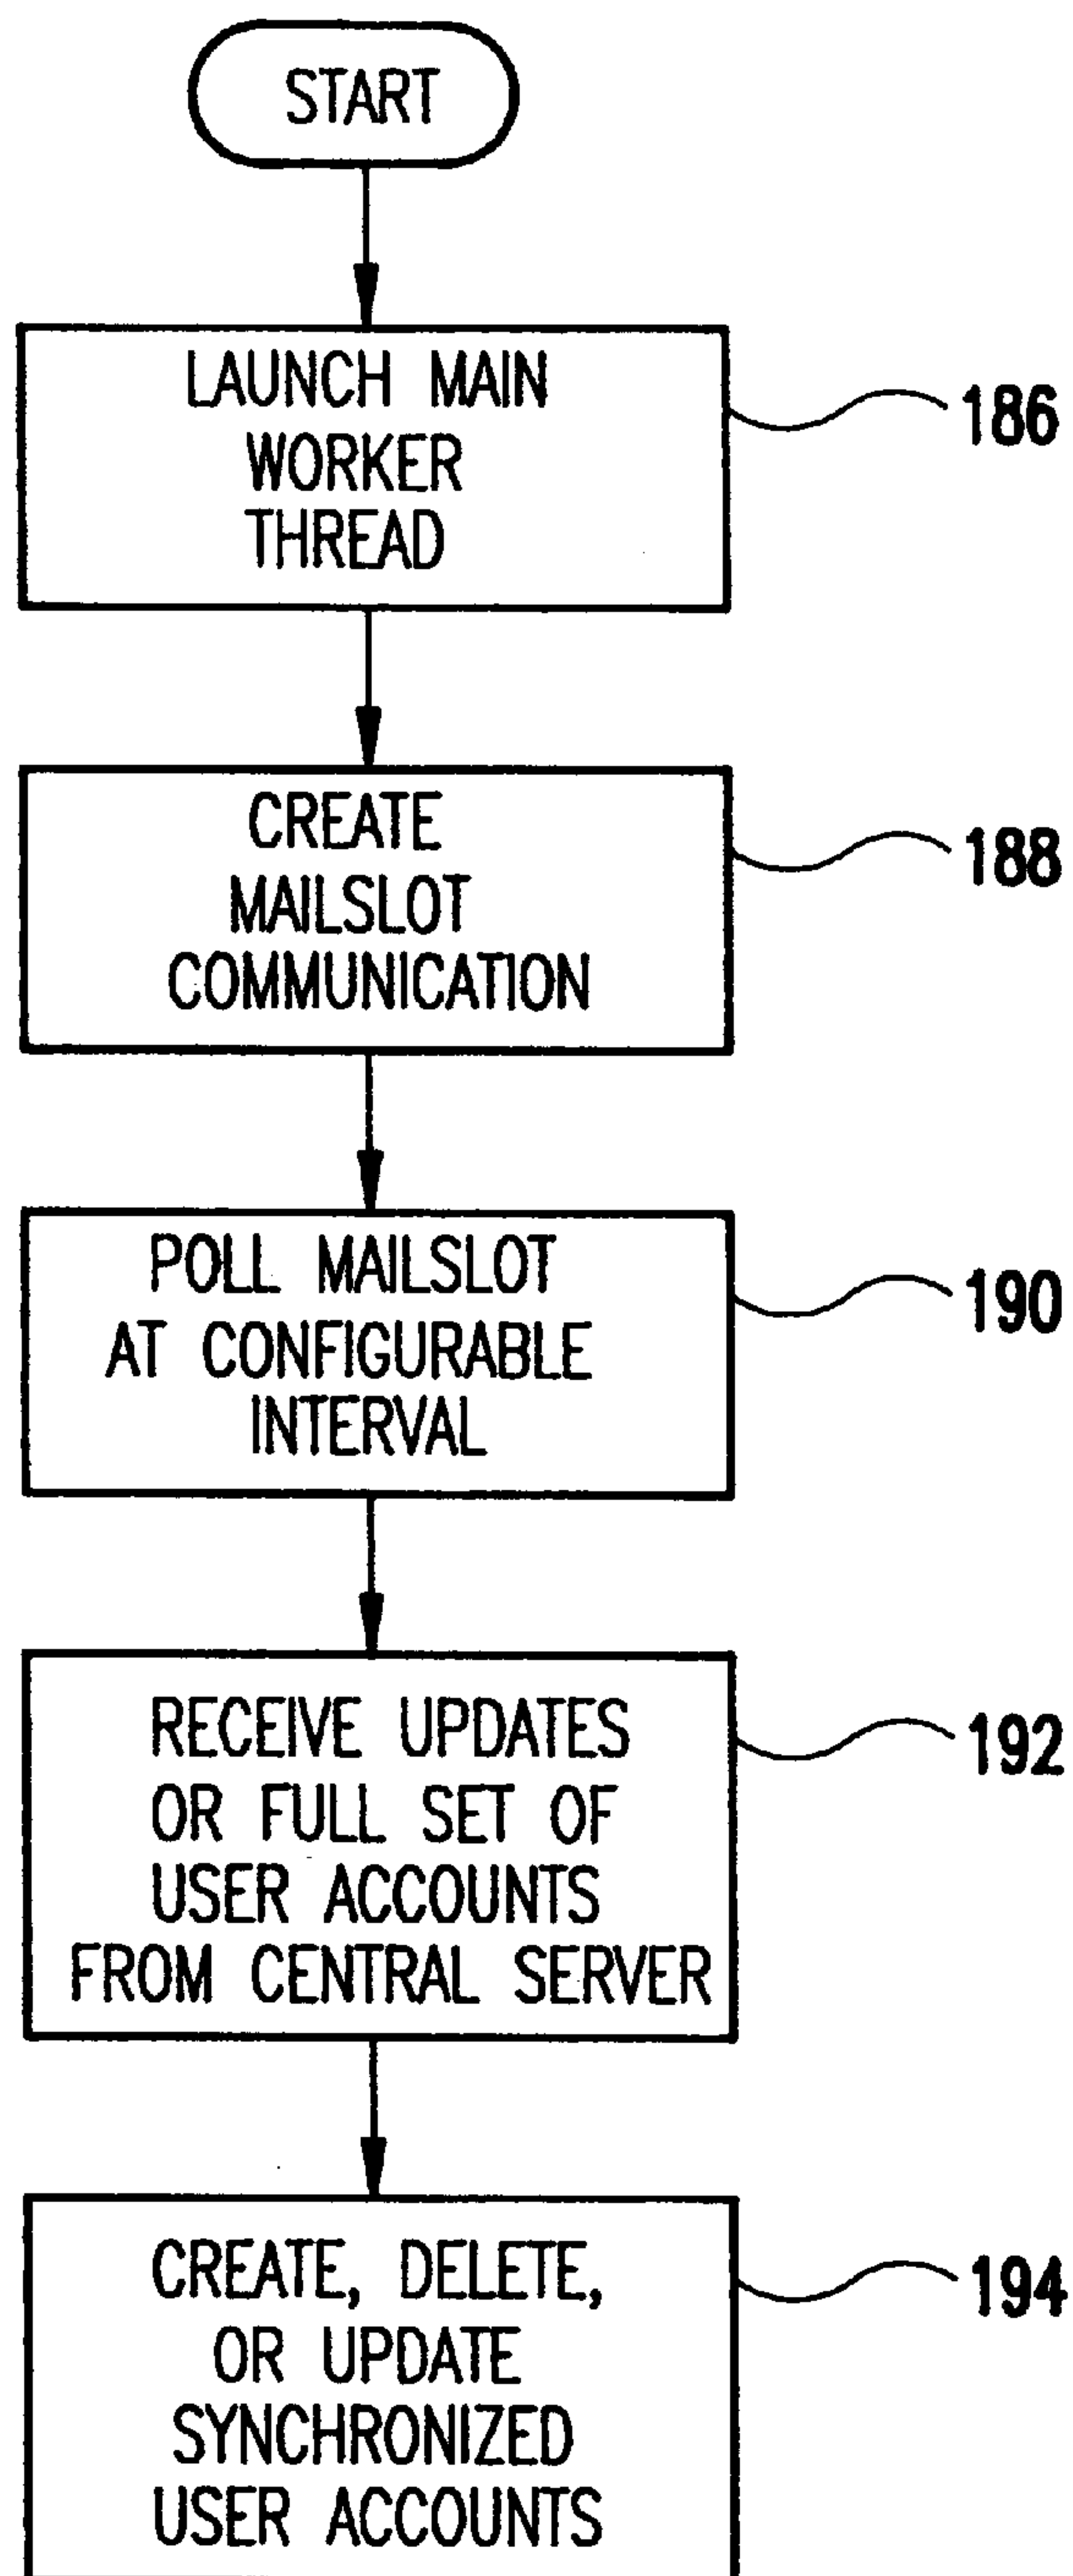 START
LAUNCH MAIN
WORKER
THREAD
186
CREATE
MAILSLOT
COMMUNICATION
188
POLL MAILSLOT
AT CONFIGURABLE
INTERVAL
190
RECEIVE UPDATES
OR FULL SET OF
USER ACCOUNTS
FROM CENTRAL SERVER
192
CREATE, DELETE,
OR UPDATE
SYNCHRONIZED
USER ACCOUNTS
194